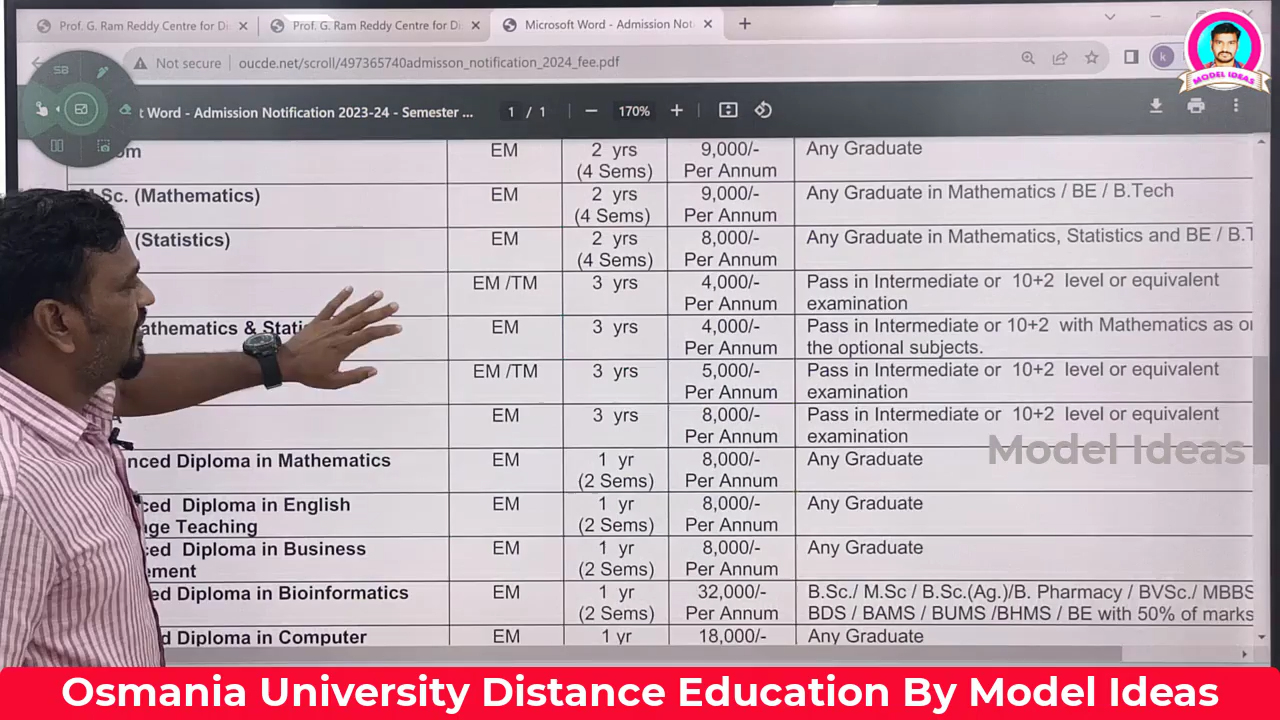 Prof. G. Ram Reddy Centre for Di
Prof. G. Ram Reddy Centre for Di
Microsoft Word - Admission Not
Not secure
oucde.net/scroll/497365740admisson_notification_2024_fee.pdf
k
MODEL IDEAS
t Word - Admission Notification 2023-24 - Semester ...
1 / 1
170%
om EM 2 yrs 9,000/- Any Graduate
(4 Sems) Per Annum
M.Sc. (Mathematics) EM 2 yrs 9,000/- Any Graduate in Mathematics / BE / B.Tech
(4 Sems) Per Annum
(Statistics) EM 2 yrs 8,000/- Any Graduate in Mathematics, Statistics and BE / B.T
(4 Sems) Per Annum
EM /TM 3 yrs 4,000/- Pass in Intermediate or 10+2 level or equivalent
Per Annum examination
athematics & Stati EM 3 yrs 4,000/- Pass in Intermediate or 10+2 with Mathematics as on
Per Annum the optional subjects.
EM /TM 3 yrs 5,000/- Pass in Intermediate or 10+2 level or equivalent
Per Annum examination
EM 3 yrs 8,000/- Pass in Intermediate or 10+2 level or equivalent
Per Annum examination
Model Ideas
nced Diploma in Mathematics EM 1 yr 8,000/- Any Graduate
(2 Sems) Per Annum
ced Diploma in English EM 1 yr 8,000/- Any Graduate
ge Teaching (2 Sems) Per Annum
ced Diploma in Business EM 1 yr 8,000/- Any Graduate
ement (2 Sems) Per Annum
ed Diploma in Bioinformatics EM 1 yr 32,000/- B.Sc./ M.Sc / B.Sc.(Ag.)/B. Pharmacy / BVSc./ MBBS
(2 Sems) Per Annum BDS / BAMS / BUMS /BHMS / BE with 50% of marks
d Diploma in Computer EM 1 yr 18,000/- Any Graduate
Osmania University Distance Education By Model Ideas